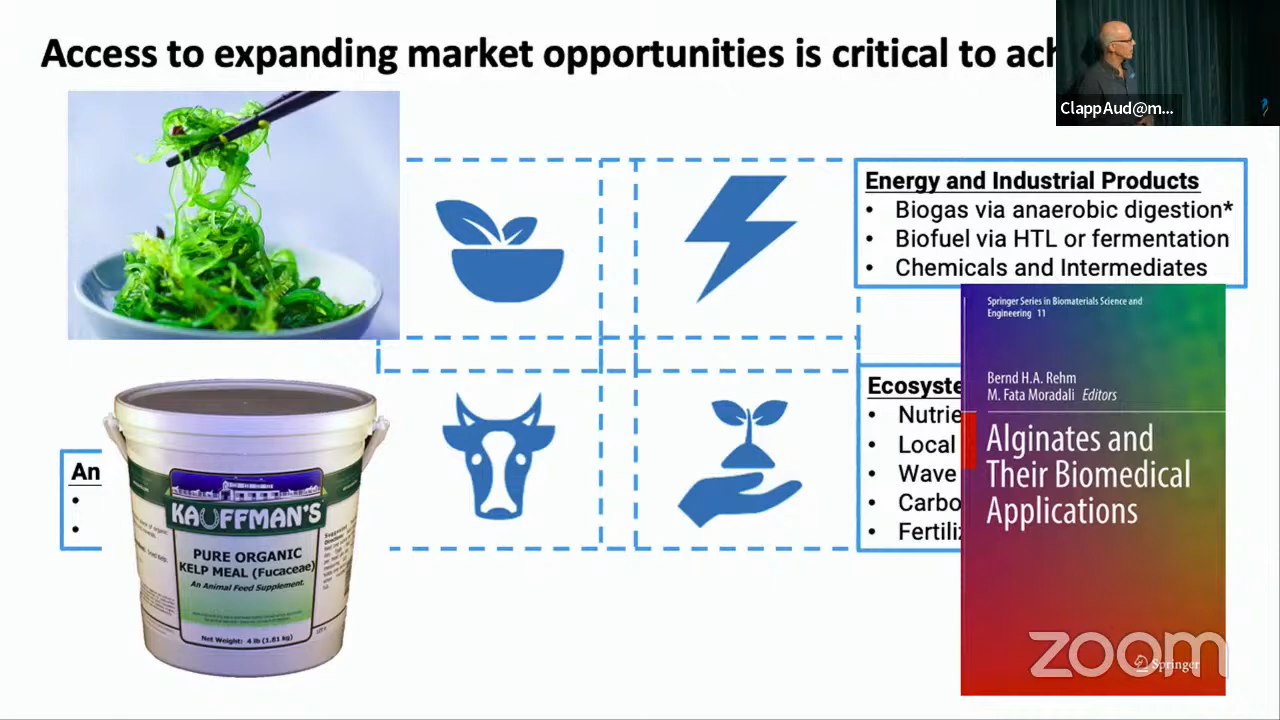 Access to expanding market opportunities is critical to ach
ClappAud@m...
Energy and Industrial Products
• Biogas via anaerobic digestion*
• Biofuel via HTL or fermentation
• Chemicals and Intermediates
Ecosyste
• Nutrie
• Local
• Wave
• Carbo
• Fertiliz
An
•
•
KAUFFMAN'S
PURE ORGANIC
KELP MEAL (Fucaceae)
An Animal Feed Supplement.
Net Weight: 4 lb (1.81 kg)
Springer Series in Biomaterials Science and
Engineering 11
Bernd H.A. Rehm
M. Fata Moradali Editors
Alginates and
Their Biomedical
Applications
Springer
zoom